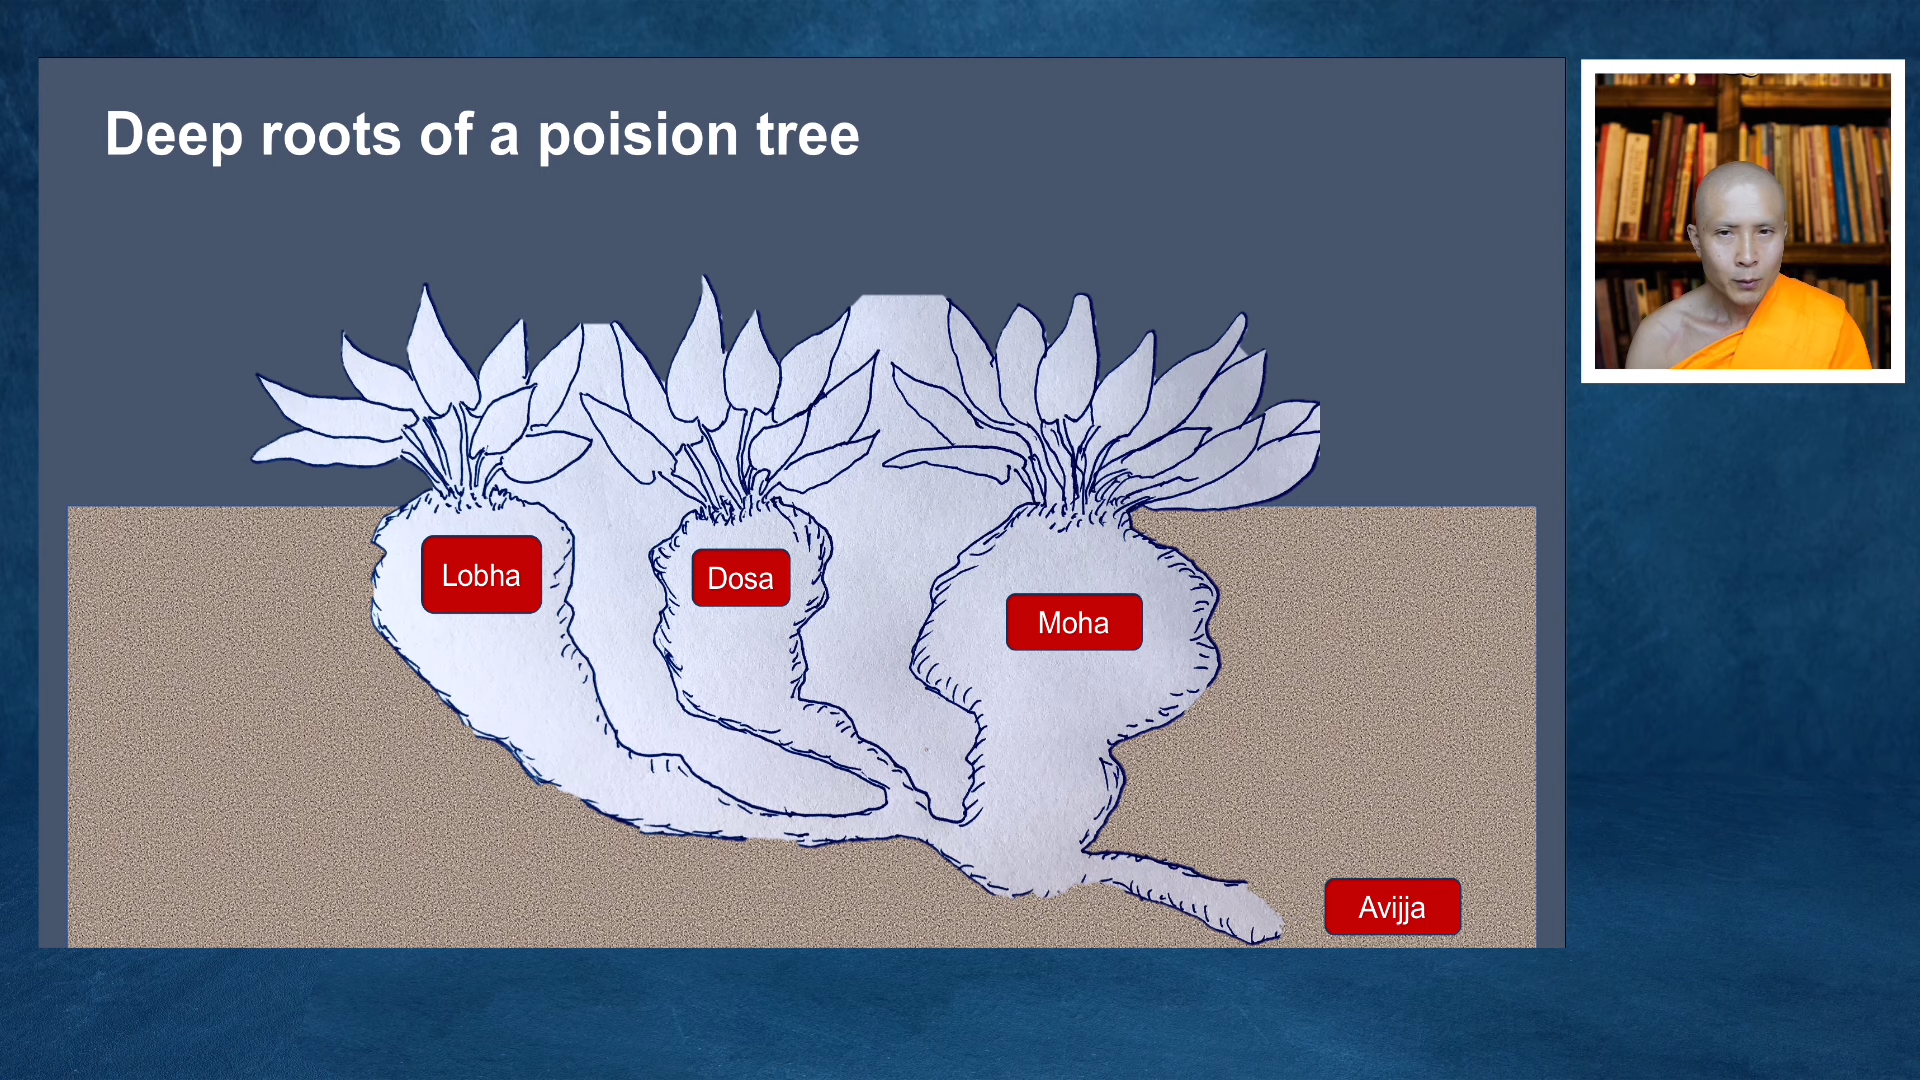 Deep roots of a poision tree
Lobha
Dosa
Moha
Avijja